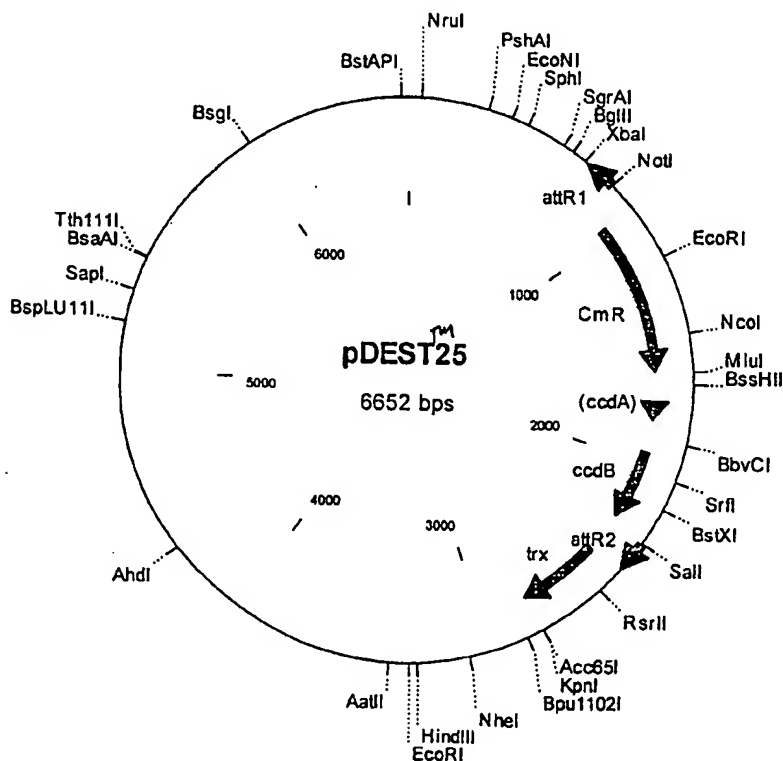 NruI
PshAI
EcoNI
SphI
SgrAI
BglII
XbaI
NotI
BstAPI
BsgI
attR1
Tth111I
BsaAI
SapI
BspLU11I
6000
1000
EcoRI
CmR
NcoI
MluI
BssHII
TM
pDEST25
6652 bps
5000
(ccdA)
2000
ccdB
BbvCI
SrfI
BstXI
4000
3000
attR2
trx
SalI
AhdI
RsrII
Acc65I
KpnI
Bpu1102I
AatII
NheI
HindIII
EcoRI